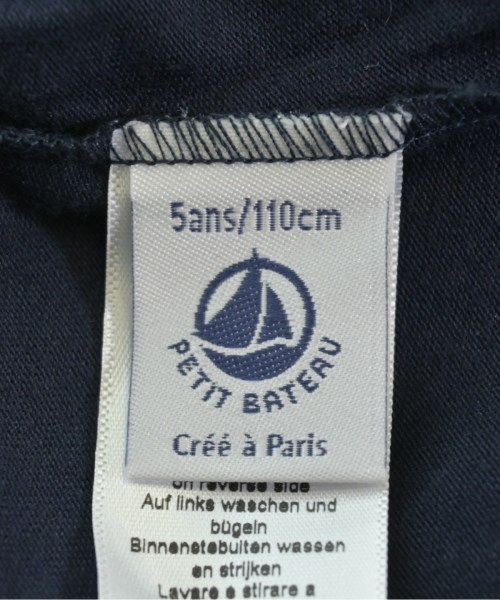 5ans/110cm
PETIT BATEAU
Créé à Paris
on reverse side
Auf links waschen und
bügeln
Binnenstebuiten wassen
en strijken
Lavare e stirare a